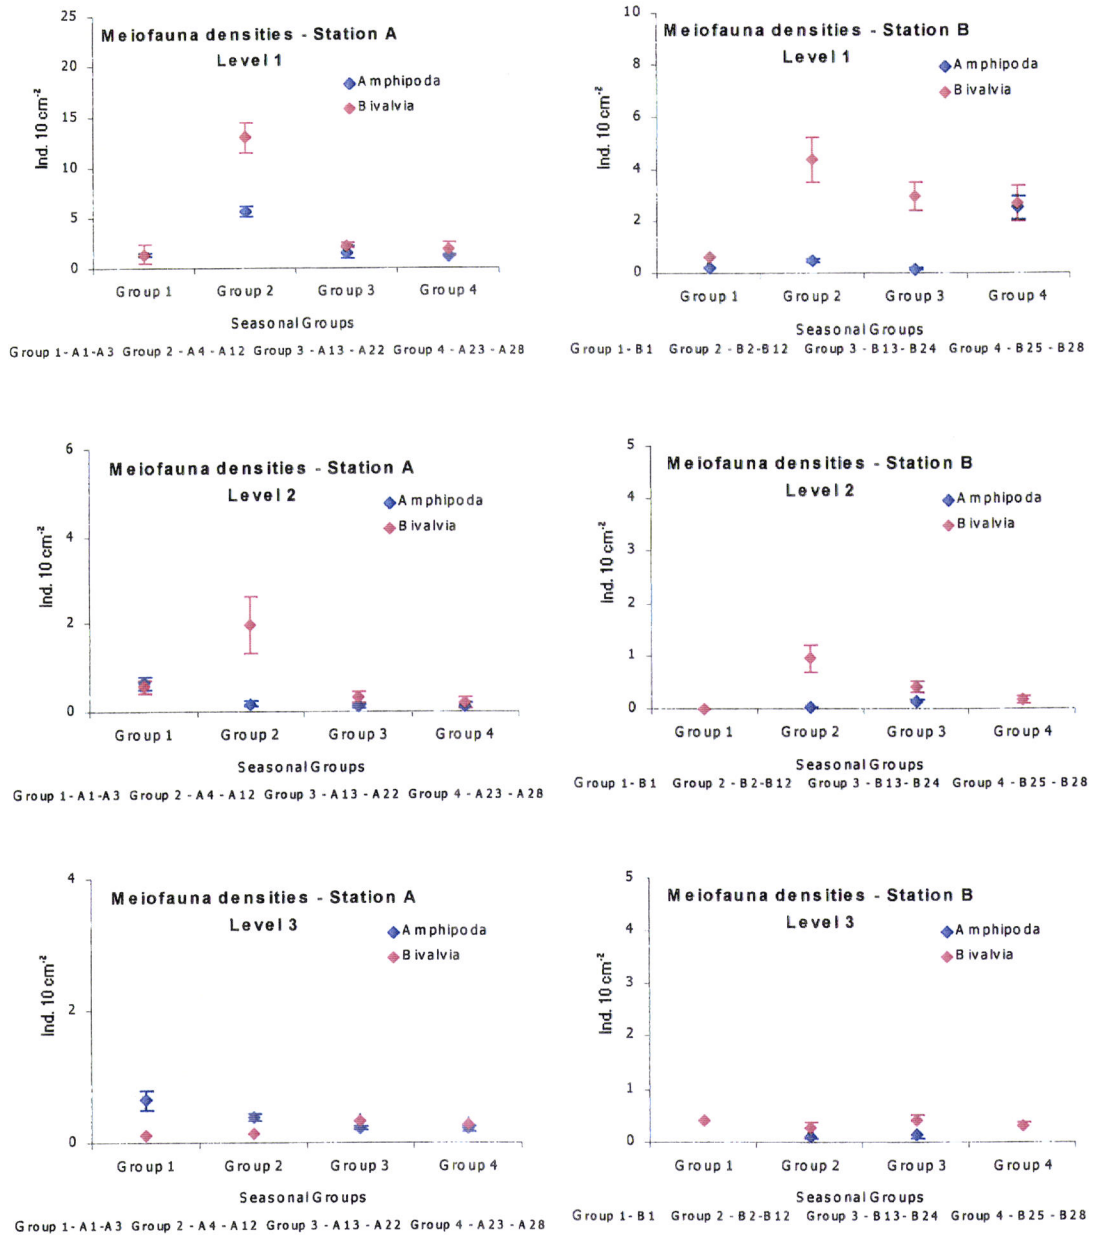 Meiofauna densities - Station A
Level 1
Amphipoda
Bivalvia
Ind. 10 cm-2
25
20
15
10
5
0
Group 1 Group 2 Group 3 Group 4
Seasonal Groups
Group 1-A1-A3 Group 2 - A4 - A12 Group 3 - A13 - A22 Group 4 - A23 - A28
Meiofauna densities - Station B
Level 1
Amphipoda
Bivalvia
Ind. 10 cm-2
10
8
6
4
2
0
Group 1 Group 2 Group 3 Group 4
Seasonal Groups
Group 1- B1 Group 2 - B2-B12 Group 3 - B13- B24 Group 4 - B25 - B28
Meiofauna densities - Station A
Level 2
Amphipoda
Bivalvia
Ind. 10 cm-2
6
4
2
0
Group 1 Group 2 Group 3 Group 4
Seasonal Groups
Group 1-A1-A3 Group 2 - A4 - A12 Group 3 - A13 - A22 Group 4 - A23 - A28
Meiofauna densities - Station B
Level 2
Amphipoda
Bivalvia
Ind. 10 cm-2
5
4
3
2
1
0
Group 1 Group 2 Group 3 Group 4
Seasonal Groups
Group 1- B1 Group 2 - B2-B12 Group 3 - B13- B24 Group 4 - B25 - B28
Meiofauna densities - Station A
Level 3
Amphipoda
Bivalvia
Ind. 10 cm-2
4
2
0
Group 1 Group 2 Group 3 Group 4
Seasonal Groups
Group 1-A1-A3 Group 2 - A4 - A12 Group 3 - A13 - A22 Group 4 - A23 - A28
Meiofauna densities - Station B
Level 3
Amphipoda
Bivalvia
Ind. 10 cm-2
5
4
3
2
1
0
Group 1 Group 2 Group 3 Group 4
Seasonal Groups
Group 1- B1 Group 2 - B2-B12 Group 3 - B13- B24 Group 4 - B25 - B28